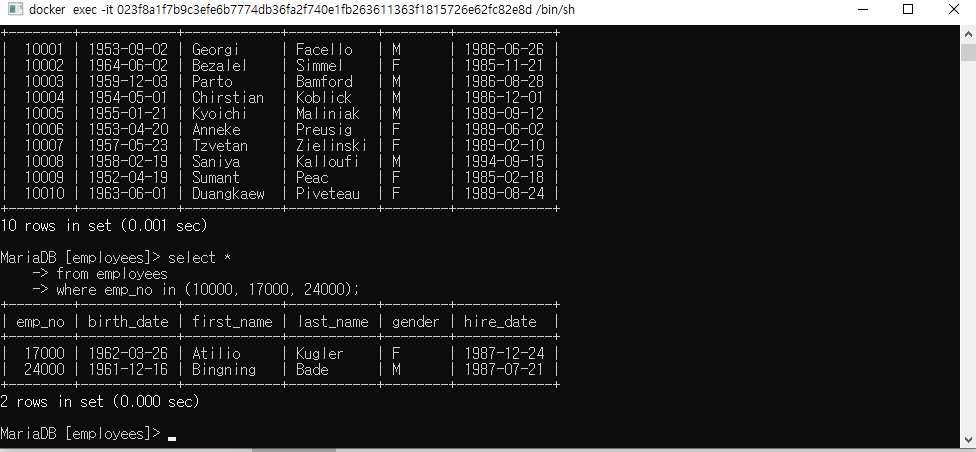 docker exec -it 023f8a1f7b9c3efe6b7774db36fa2f740e1fb263611363f1815726e62fc82e8d /bin/sh
+--------+------------+------------+-----------+--------+------------+
| 10001 | 1953-09-02 | Georgi | Facello | M | 1986-06-26 |
| 10002 | 1964-06-02 | Bezalel | Simmel | F | 1985-11-21 |
| 10003 | 1959-12-03 | Parto | Bamford | M | 1986-08-28 |
| 10004 | 1954-05-01 | Chirstian | Koblick | M | 1986-12-01 |
| 10005 | 1955-01-21 | Kyoichi | Maliniak | M | 1989-09-12 |
| 10006 | 1953-04-20 | Anneke | Preusig | F | 1989-06-02 |
| 10007 | 1957-05-23 | Tzvetan | Zielinski | F | 1989-02-10 |
| 10008 | 1958-02-19 | Saniya | Kalloufi | M | 1994-09-15 |
| 10009 | 1952-04-19 | Sumant | Peac | F | 1985-02-18 |
| 10010 | 1963-06-01 | Duangkaew | Piveteau | F | 1989-08-24 |
+--------+------------+------------+-----------+--------+------------+
10 rows in set (0.001 sec)
MariaDB [employees]> select *
-> from employees
-> where emp_no in (10000, 17000, 24000);
+--------+------------+------------+-----------+--------+------------+
| emp_no | birth_date | first_name | last_name | gender | hire_date |
+--------+------------+------------+-----------+--------+------------+
| 17000 | 1962-03-26 | Atilio | Kugler | F | 1987-12-24 |
| 24000 | 1961-12-16 | Bingning | Bade | M | 1987-07-21 |
+--------+------------+------------+-----------+--------+------------+
2 rows in set (0.000 sec)
MariaDB [employees]>